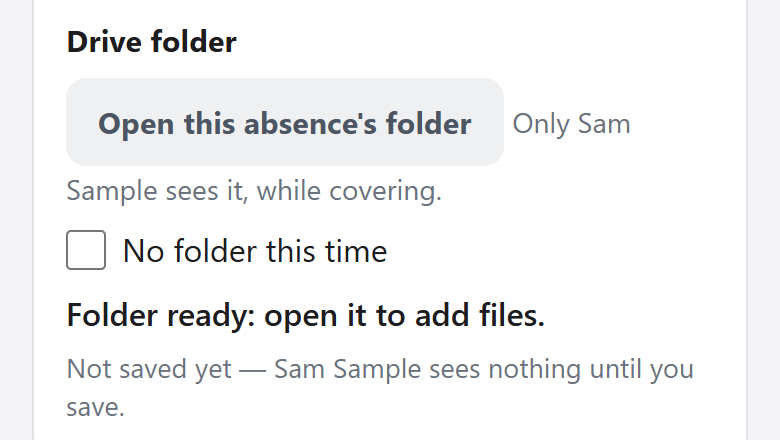 Drive folder
Open this absence's folder Only Sam
Sample sees it, while covering.
No folder this time
Folder ready: open it to add files.
Not saved yet — Sam Sample sees nothing until you
save.